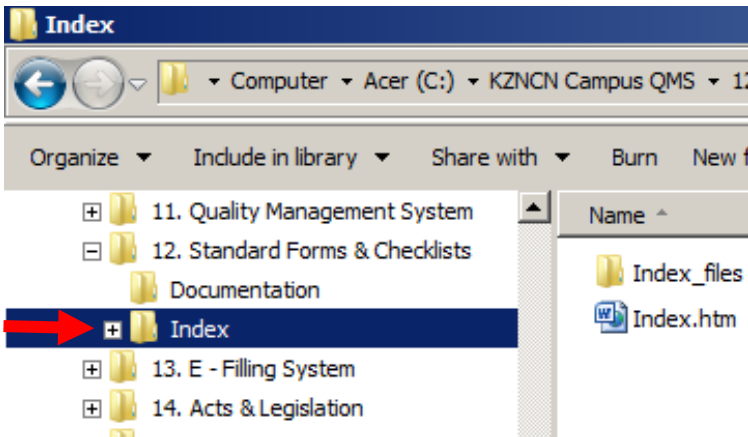 Index
Computer Acer (C:) KZNCN Campus QMS 12
Organize Include in library Share with Burn New f
11. Quality Management System
12. Standard Forms & Checklists
Documentation
Index
13. E - Filling System
14. Acts & Legislation
Name
Index_files
Index.htm